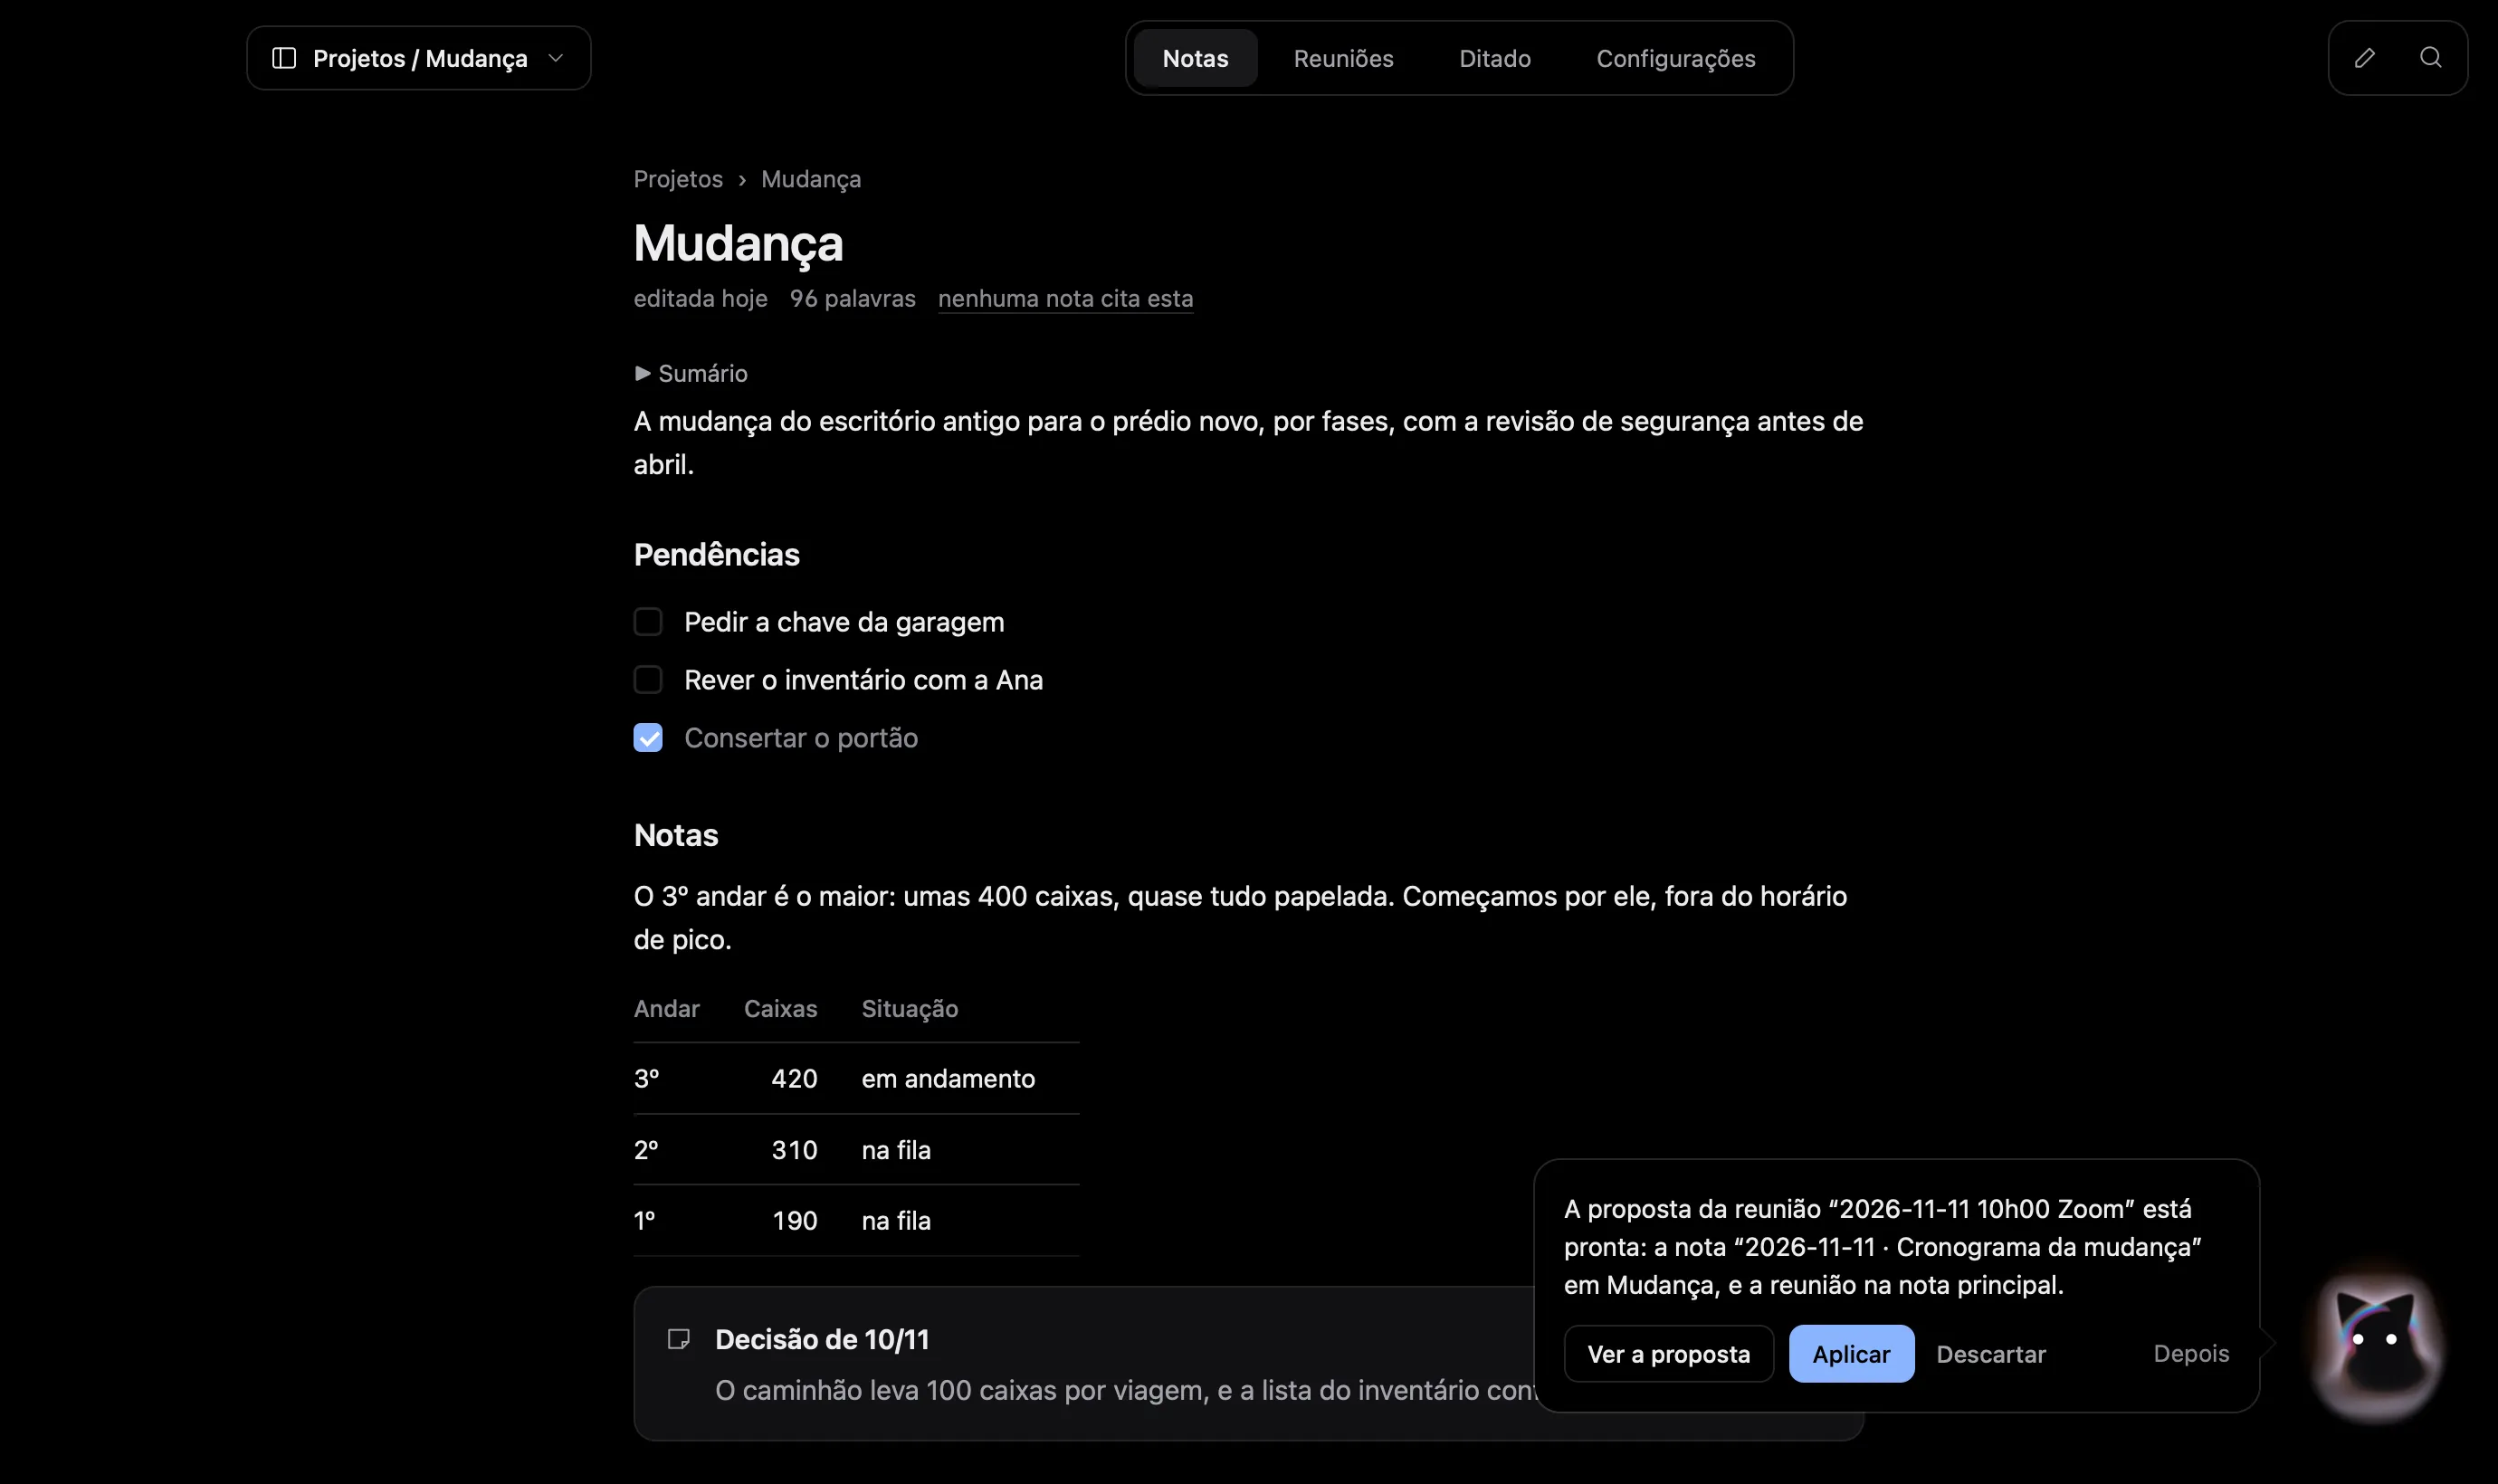 Projetos / Mudança
Notas
Reuniões
Ditado
Configurações
Projetos › Mudança
Mudança
editada hoje 96 palavras nenhuma nota cita esta
Sumário
A mudança do escritório antigo para o prédio novo, por fases, com a revisão de segurança antes de
abril.
Pendências
Pedir a chave da garagem
Rever o inventário com a Ana
Consertar o portão
Notas
O 3º andar é o maior: umas 400 caixas, quase tudo papelada. Começamos por ele, fora do horário
de pico.
Andar Caixas Situação
3º 420 em andamento
2º 310 na fila
1º 190 na fila
Decisão de 10/11
O caminhão leva 100 caixas por viagem, e a lista do inventário
A proposta da reunião “2026-11-11 10h00 Zoom” está
pronta: a nota “2026-11-11 · Cronograma da mudança”
em Mudança, e a reunião na nota principal.
Ver a proposta
Aplicar
Descartar
Depois